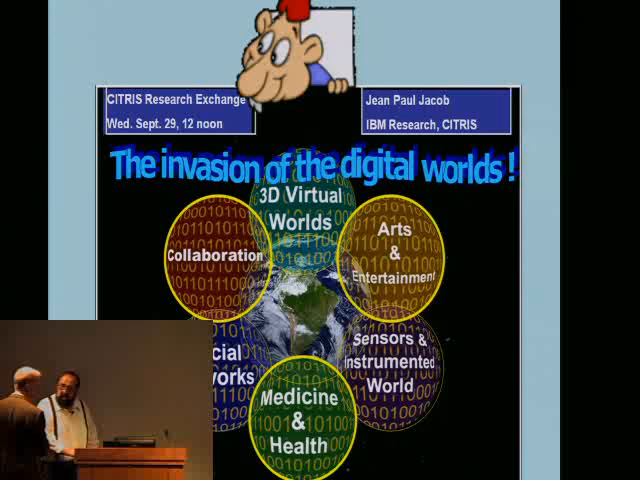 CITRIS Research Exchange
Wed. Sept. 29, 12 noon
Jean Paul Jacob
IBM Research, CITRIS
The invasion of the digital worlds !
3D Virtual
Worlds
Collaboration
Arts
&
Entertainment
Sensors &
Instrumented
World
Medicine
&
Health